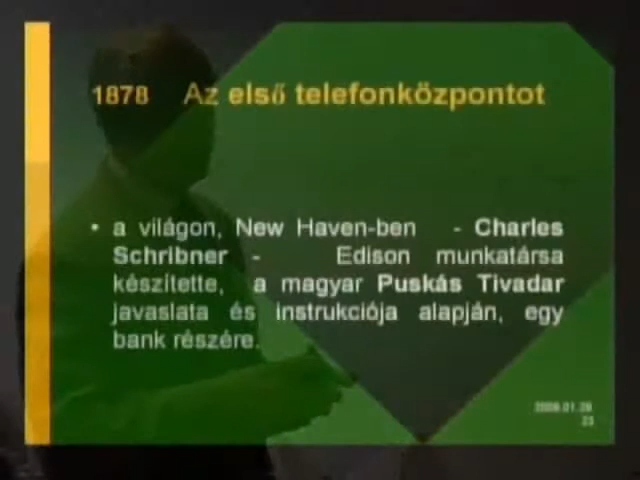 1878 Az első telefonközpontot
• a világon, New Haven-ben - Charles
Schribner - Edison munkatársa
készítette, a magyar Puskás Tivadar
javaslata és instrukciója alapján, egy
bank részére.
23